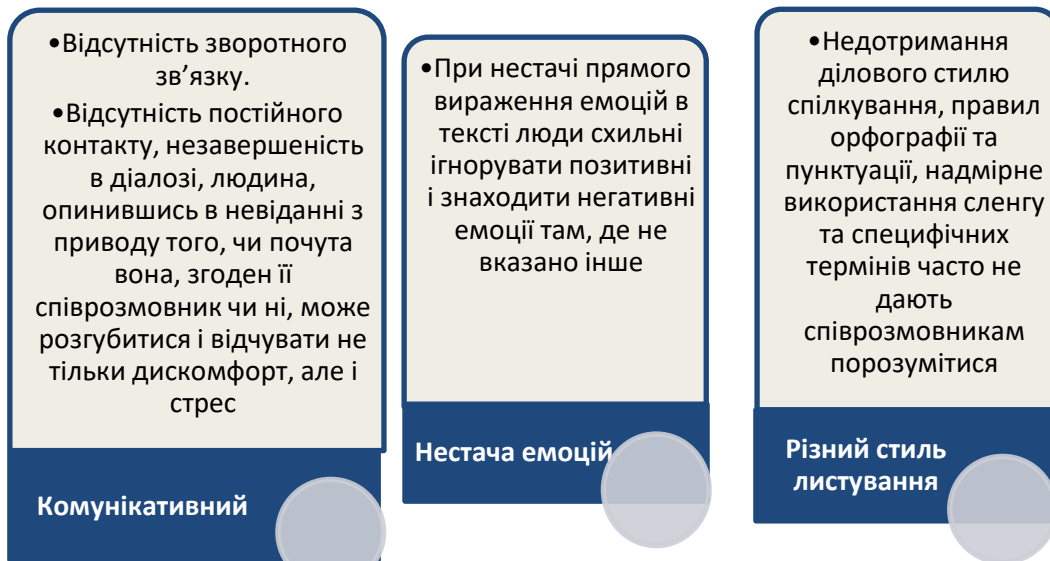 •Відсутність зворотного
зв’язку.
•Відсутність постійного
контакту, незавершеність
в діалозі, людина,
опинившись в невіданні з
приводу того, чи почута
вона, згоден її
співрозмовник чи ні, може
розгубитися і відчувати не
тільки дискомфорт, але і
стрес
Комунікативний
•При нестачі прямого
вираження емоцій в
тексті люди схильні
ігнорувати позитивні
і знаходити негативні
емоції там, де не
вказано інше
Нестача емоцій
•Недотримання
ділового стилю
спілкування, правил
орфографії та
пунктуації, надмірне
використання сленгу
та специфічних
термінів часто не
дають
співрозмовникам
порозумітися
Різний стиль
листування